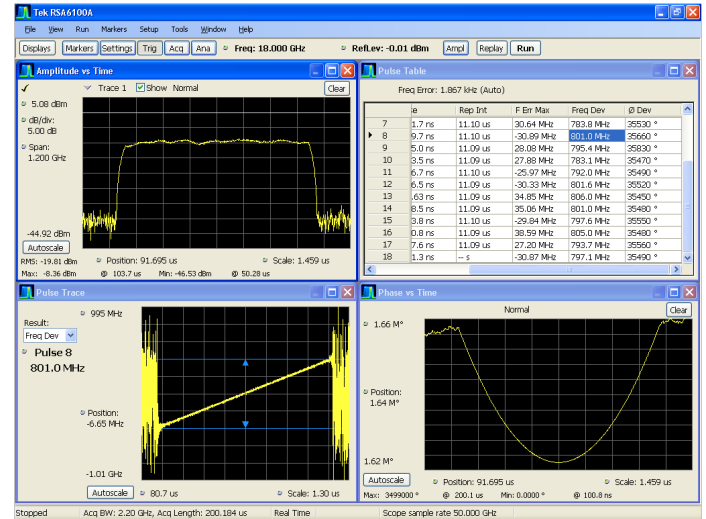 Tek RSA6100A
File View Run Markers Setup Tools Window Help
Displays Markers Settings Trig Acq Ana Freq: 18.000 GHz RefLev: -0.01 dBm Ampl Replay Run
Amplitude vs Time
Trace 1 Show Normal Clear
5.08 dBm
dB/div:
5.00 dB
Span:
1.200 GHz
-44.92 dBm
Autoscale
Position: 91.695 us Scale: 1.459 us
RMS: -19.81 dBm
Max: -8.36 dBm @ 103.7 us Min: -46.53 dBm @ 50.28 us
Pulse Table
Freq Error: 1.867 kHz (Auto)
e Rep Int F Err Max Freq Dev Ø Dev
7 1.7 ns 11.10 us 30.64 MHz 783.8 MHz 35530 °
8 9.7 ns 11.10 us -30.89 MHz 801.0 MHz 35660 °
9 5.0 ns 11.09 us 28.08 MHz 795.4 MHz 35830 °
10 3.5 ns 11.09 us 27.88 MHz 783.1 MHz 35470 °
11 6.7 ns 11.10 us -25.97 MHz 792.0 MHz 35490 °
12 6.5 ns 11.09 us -30.33 MHz 801.6 MHz 35520 °
13 .63 ns 11.09 us 34.85 MHz 806.0 MHz 35450 °
14 8.5 ns 11.09 us 35.06 MHz 801.0 MHz 35480 °
15 3.8 ns 11.10 us -29.84 MHz 797.6 MHz 35550 °
16 0.8 ns 11.09 us 38.59 MHz 805.0 MHz 35480 °
17 7.6 ns 11.09 us 27.20 MHz 793.7 MHz 35560 °
18 1.3 ns -- s -30.87 MHz 797.1 MHz 35490 °
Pulse Trace
Result:
Freq Dev
Pulse 8
801.0 MHz
995 MHz
Position:
-6.65 MHz
-1.01 GHz
Autoscale 80.7 us Scale: 1.30 us
Phase vs Time
Normal Clear
1.66 M°
Position:
1.64 M°
1.62 M°
Autoscale Position: 91.695 us Scale: 1.459 us
Max: 3499000 ° @ 200.1 us Min: 0.0000 ° @ 100.8 ns
Stopped Acq BW: 2.20 GHz, Acq Length: 200.184 us Real Time Scope sample rate 50.000 GHz